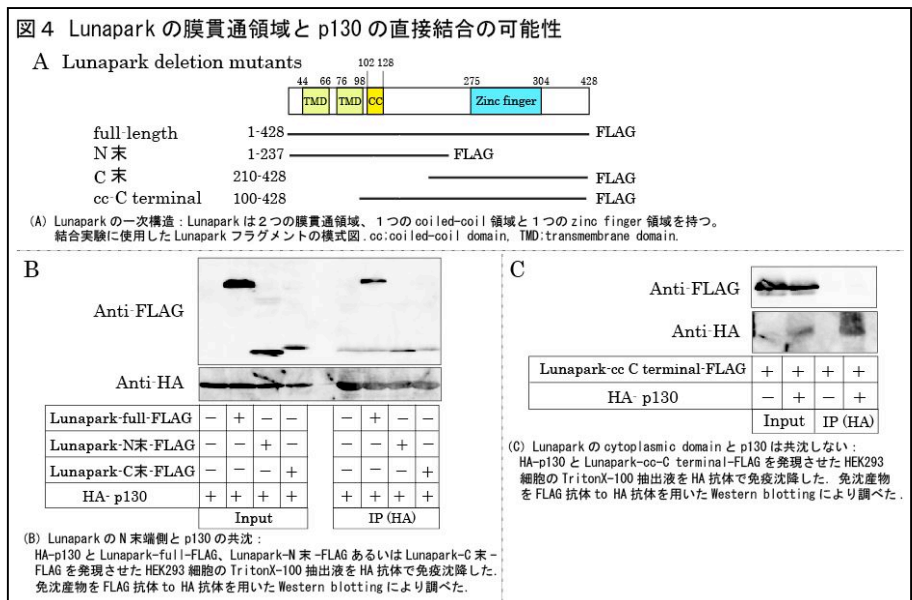 図4 Lunapark の膜貫通領域と p130 の直接結合の可能性
A Lunapark deletion mutants
102 128
44 66 76 98 275 304 428
TMD TMD CC Zinc finger
full-length 1-428 FLAG
N末 1-237 FLAG
C末 210-428 FLAG
cc-C terminal 100-428 FLAG
(A) Lunapark の一次構造：Lunapark は２つの膜貫通領域、１つの coiled-coil 領域と１つの zinc finger 領域を持つ。
結合実験に使用した Lunapark フラグメントの模式図．cc;coiled-coil domain, TMD;transmembrane domain.
B
Anti-FLAG
Anti-HA
Lunapark-full-FLAG − + − − − + − −
Lunapark-N末-FLAG − − + − − − + −
Lunapark-C末-FLAG − − − + − − − +
HA- p130 + + + + + + + +
Input IP (HA)
(B) Lunapark の N 末端側と p130 の共沈：
HA-p130 と Lunapark-full-FLAG、Lunapark-N 末 -FLAG あるいは Lunapark-C 末 -
FLAG を発現させた HEK293 細胞の TritonX-100 抽出液を HA 抗体で免疫沈降した．
免沈産物を FLAG 抗体 to HA 抗体を用いた Western blotting により調べた．
C
Anti-FLAG
Anti-HA
Lunapark-cc C terminal-FLAG + + + +
HA- p130 − + − +
Input IP (HA)
(C) Lunapark の cytoplasmic domain と p130 は共沈しない：
HA-p130 と Lunapark-cc-C terminal-FLAG を発現させた HEK293
細胞の TritonX-100 抽出液を HA 抗体で免疫沈降した．免沈産物
を FLAG 抗体 to HA 抗体を用いた Western blotting により調べた．